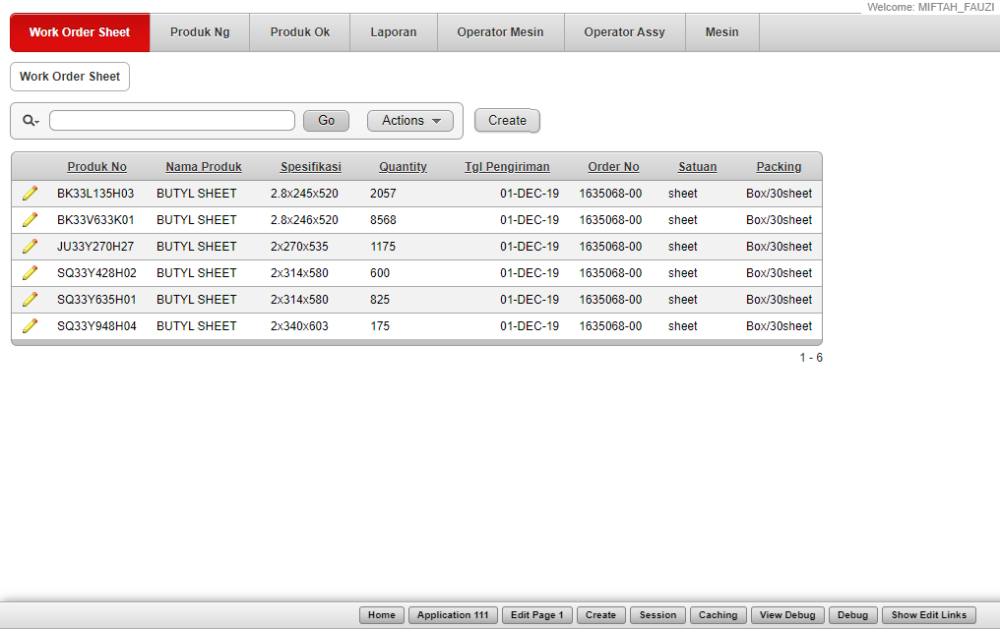 Welcome: MIFTAH_FAUZI
Work Order Sheet Produk Ng Produk Ok Laporan Operator Mesin Operator Assy Mesin
Work Order Sheet
Go Actions Create
Produk No Nama Produk Spesifikasi Quantity Tgl Pengiriman Order No Satuan Packing
BK33L135H03 BUTYL SHEET 2.8x245x520 2057 01-DEC-19 1635068-00 sheet Box/30sheet
BK33V633K01 BUTYL SHEET 2.8x246x520 8568 01-DEC-19 1635068-00 sheet Box/30sheet
JU33Y270H27 BUTYL SHEET 2x270x535 1175 01-DEC-19 1635068-00 sheet Box/30sheet
SQ33Y428H02 BUTYL SHEET 2x314x580 600 01-DEC-19 1635068-00 sheet Box/30sheet
SQ33Y635H01 BUTYL SHEET 2x314x580 825 01-DEC-19 1635068-00 sheet Box/30sheet
SQ33Y948H04 BUTYL SHEET 2x340x603 175 01-DEC-19 1635068-00 sheet Box/30sheet
1 - 6
Home Application 111 Edit Page 1 Create Session Caching View Debug Debug Show Edit Links